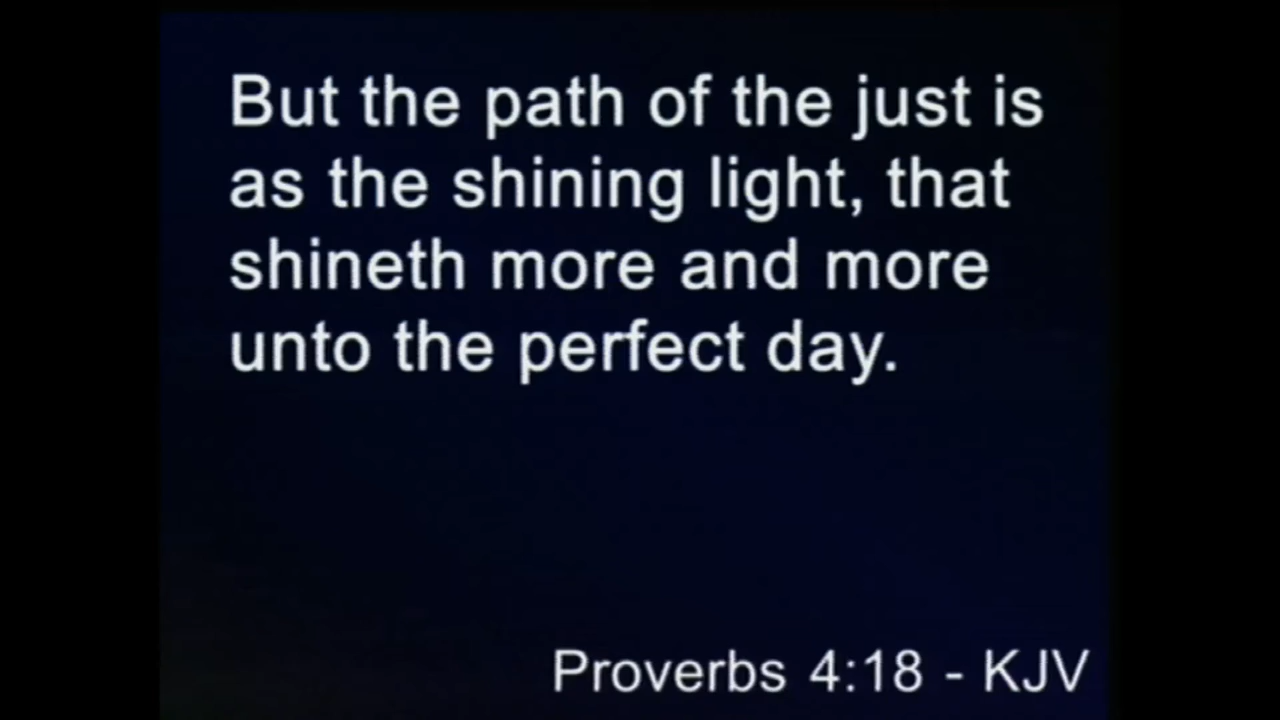 But the path of the just is
as the shining light, that
shineth more and more
unto the perfect day.
Proverbs 4:18 - KJV